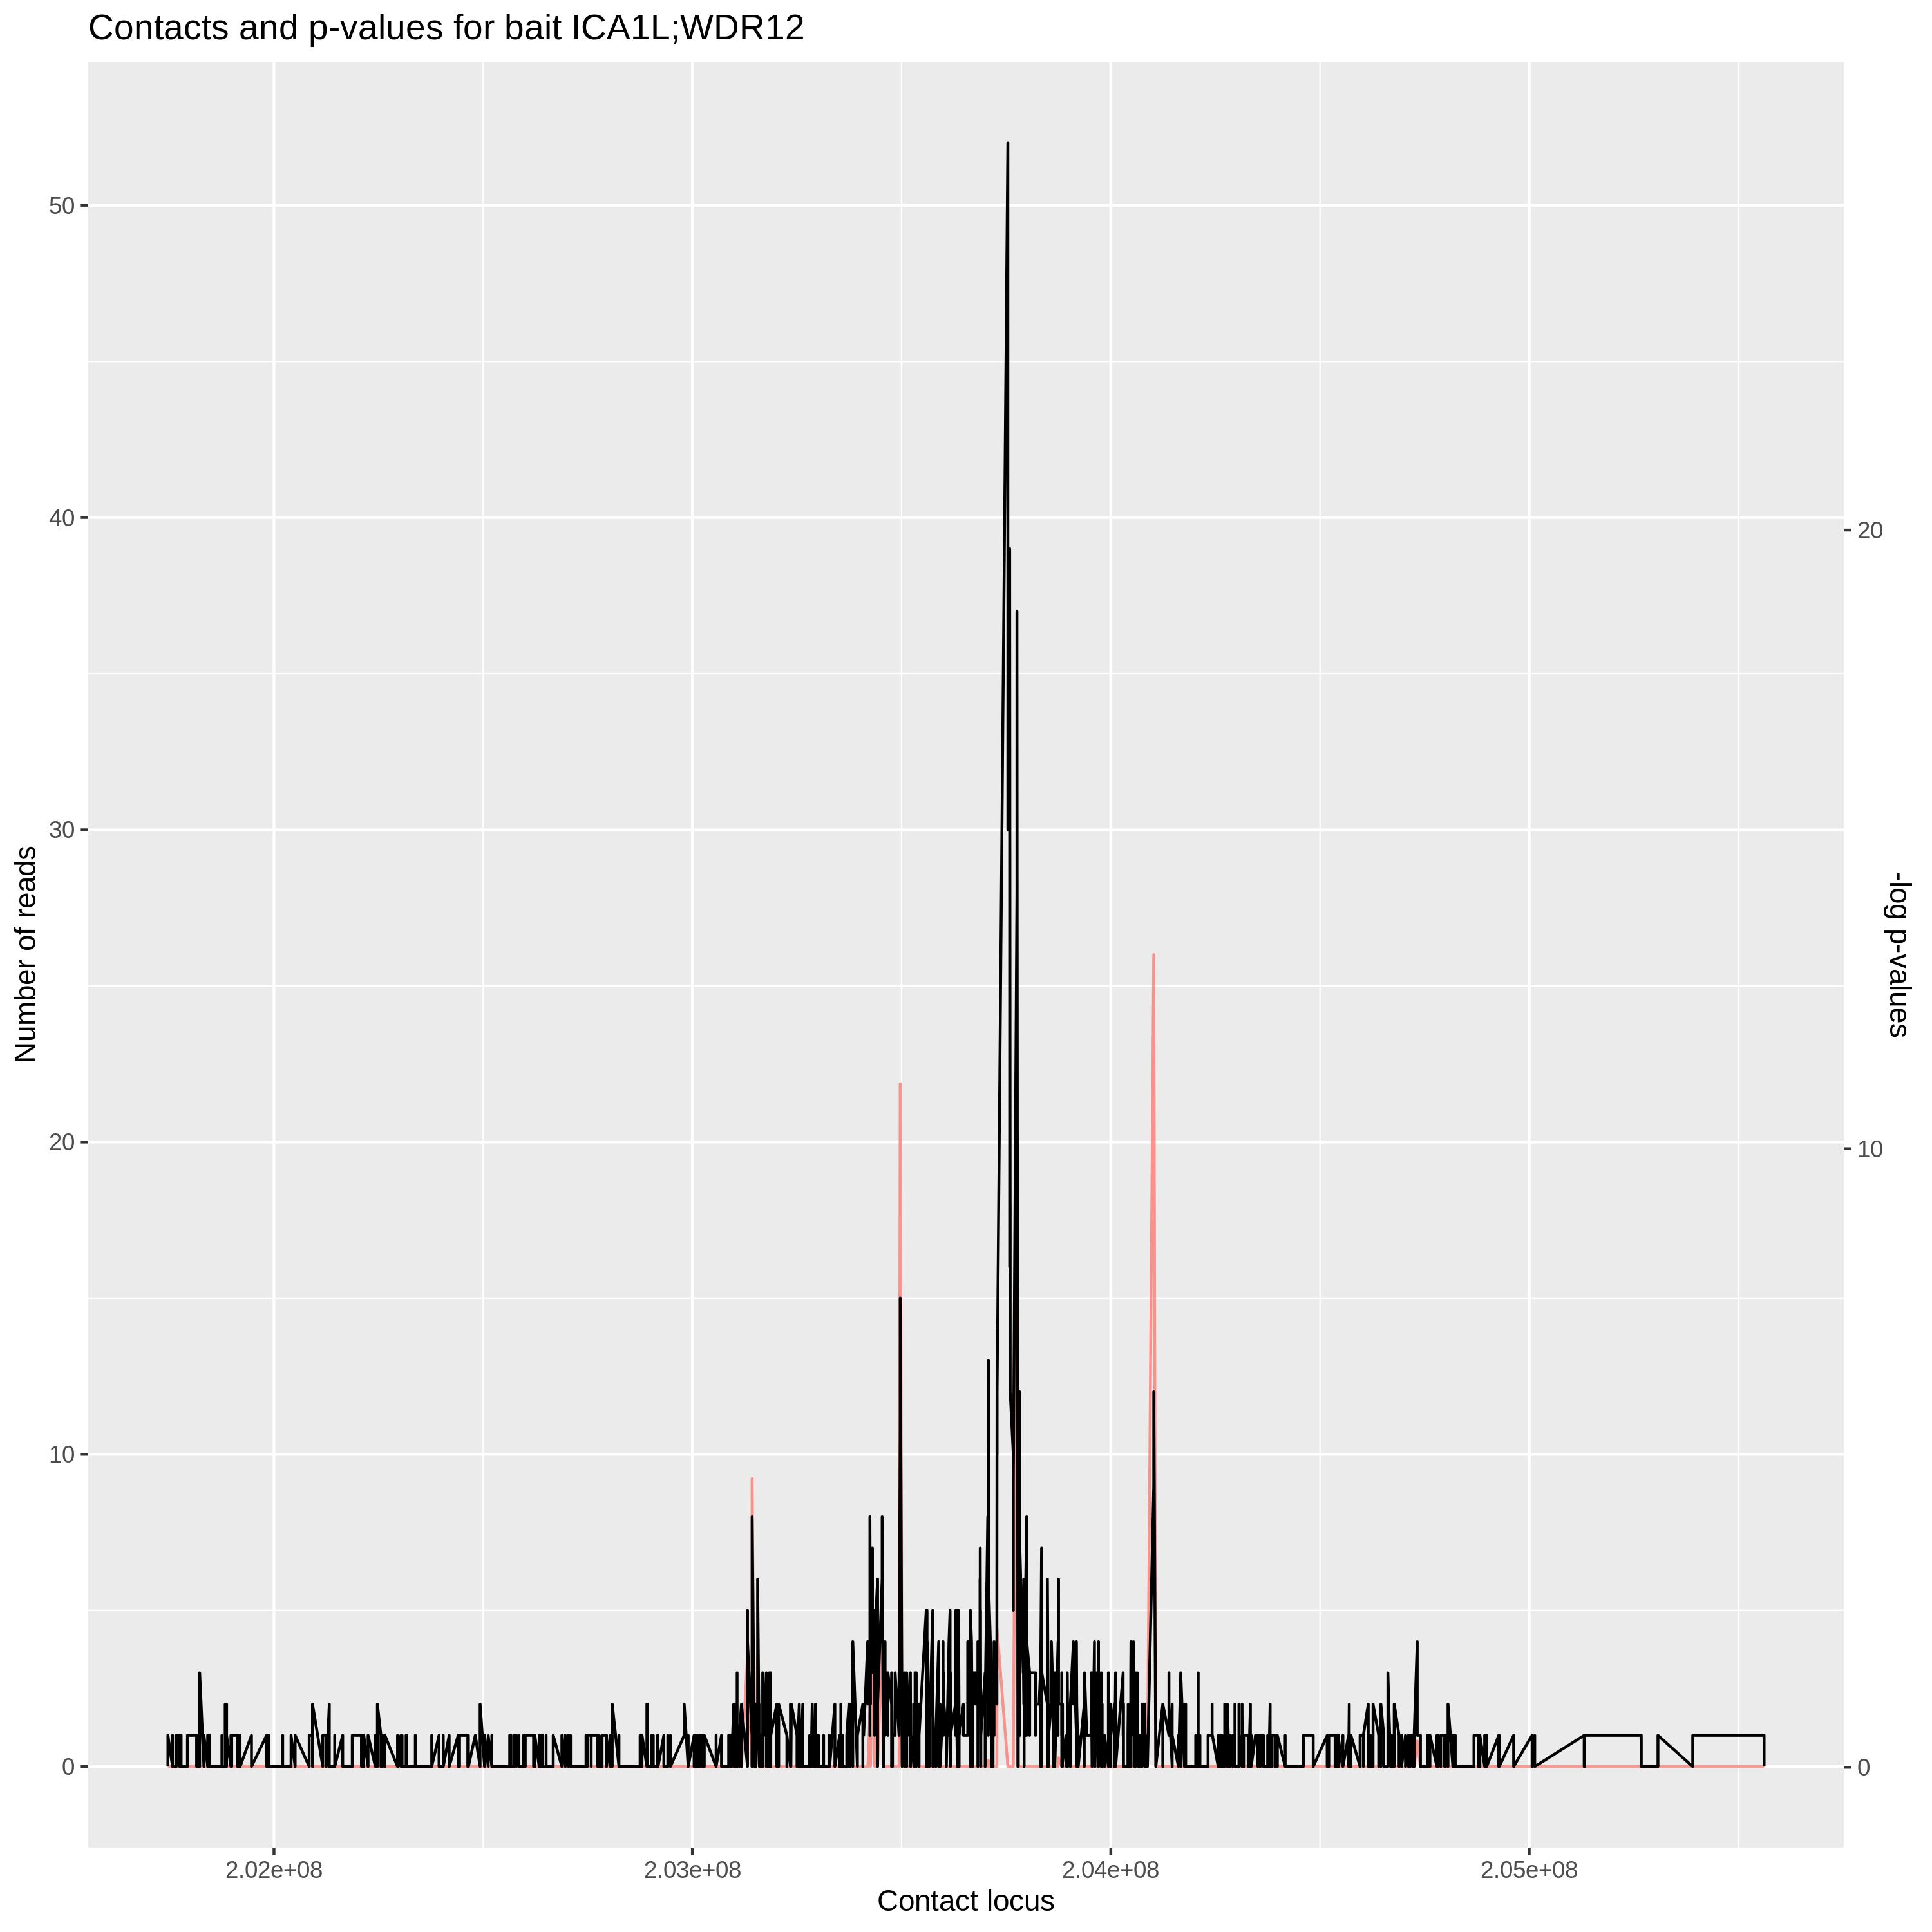 Contacts and p-values for bait ICA1L;WDR12
50
40
30
20
10
0
Number of reads
20
10
0
-log p-values
2.02e+08
2.03e+08
2.04e+08
2.05e+08
Contact locus